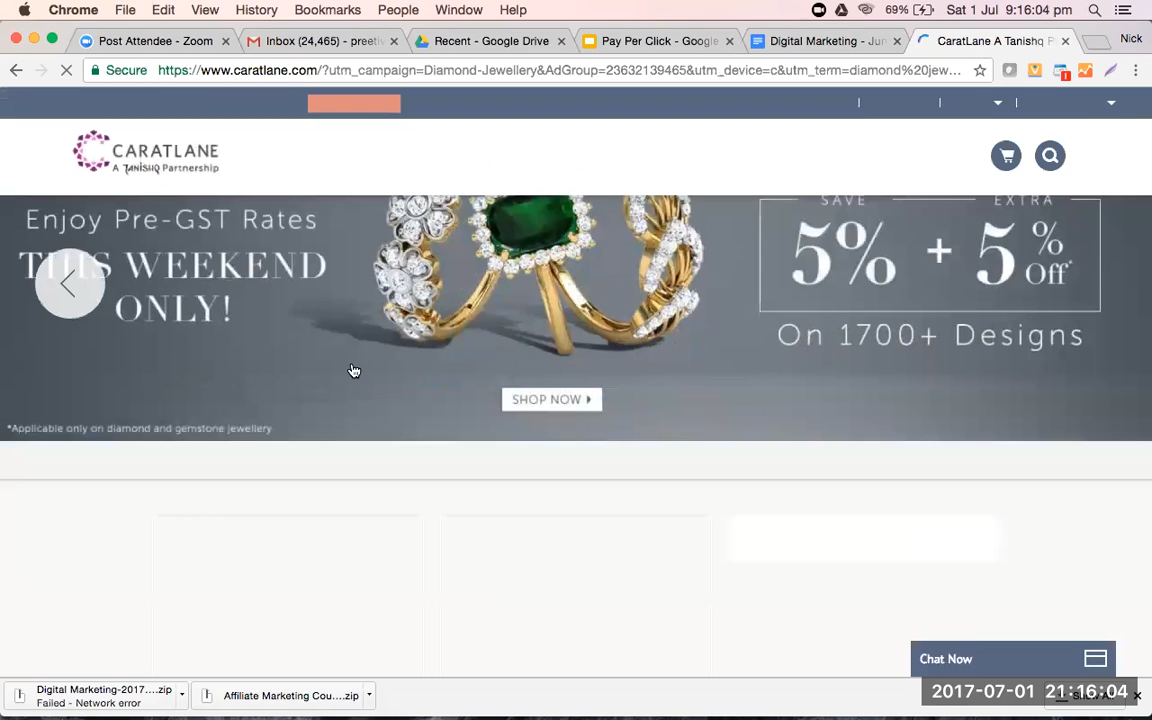 Chrome File Edit View History Bookmarks People Window Help 69% Sat 1 Jul 9:16:04 pm
Post Attendee - Zoom Inbox (24,465) - preeti Recent - Google Drive Pay Per Click - Google Digital Marketing - Jun CaratLane A Tanishq P Nick
Secure https://www.caratlane.com/?utm_campaign=Diamond-Jewellery&AdGroup=23632139465&utm_device=c&utm_term=diamond%20jew...
CARATLANE
A TANISHQ Partnership
Enjoy Pre-GST Rates
THIS WEEKEND
ONLY!
SAVE EXTRA
5% + 5% Off*
On 1700+ Designs
SHOP NOW
*Applicable only on diamond and gemstone jewellery
Chat Now
Digital Marketing-2017....zip
Failed - Network error
Affiliate Marketing Cou....zip
2017-07-01 21:16:04